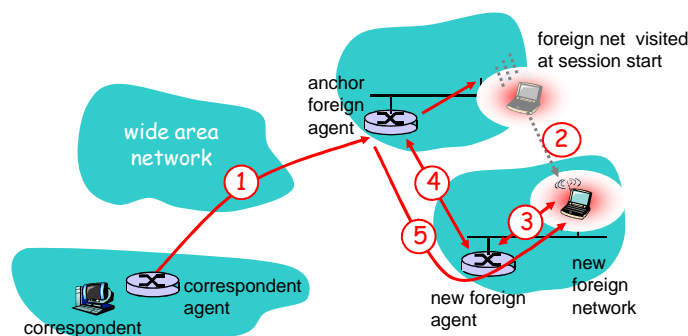 foreign net visited
at session start
anchor
foreign
agent
wide area
network
1
2
3
4
5
correspondent
agent
correspondent
new foreign
agent
new
foreign
network